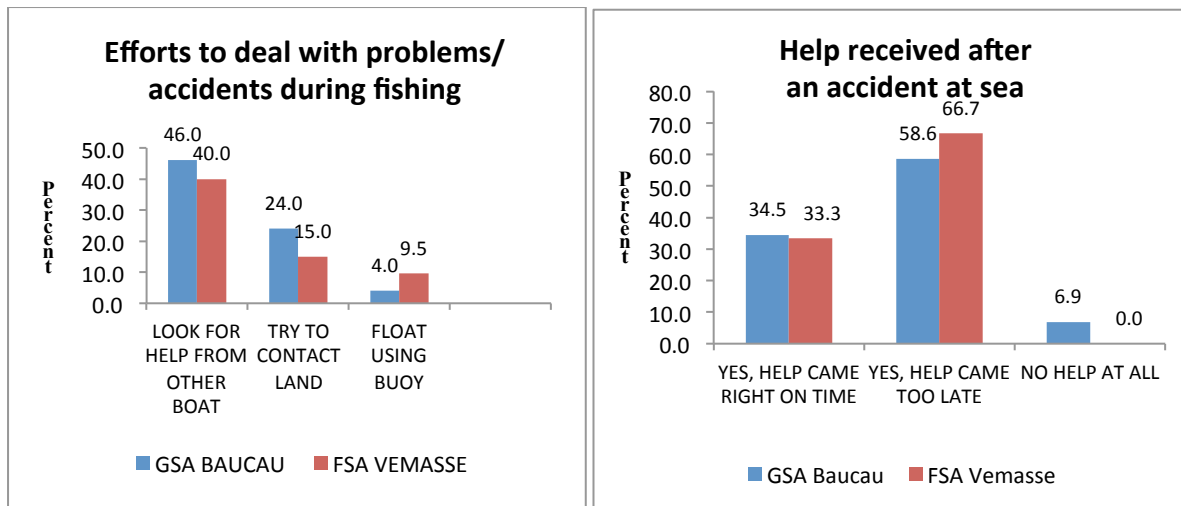 Efforts to deal with problems/
accidents during fishing
Percent
50.0
40.0
30.0
20.0
10.0
0.0
46.0
40.0
24.0
15.0
4.0
9.5
LOOK FOR
HELP FROM
OTHER
BOAT
TRY TO
CONTACT
LAND
FLOAT
USING
BUOY
GSA BAUCAU FSA VEMASSE
Help received after
an accident at sea
Percent
80.0
70.0
60.0
50.0
40.0
30.0
20.0
10.0
0.0
34.5
33.3
58.6
66.7
6.9
0.0
YES, HELP CAME
RIGHT ON TIME
YES, HELP CAME
TOO LATE
NO HELP AT ALL
GSA Baucau FSA Vemasse